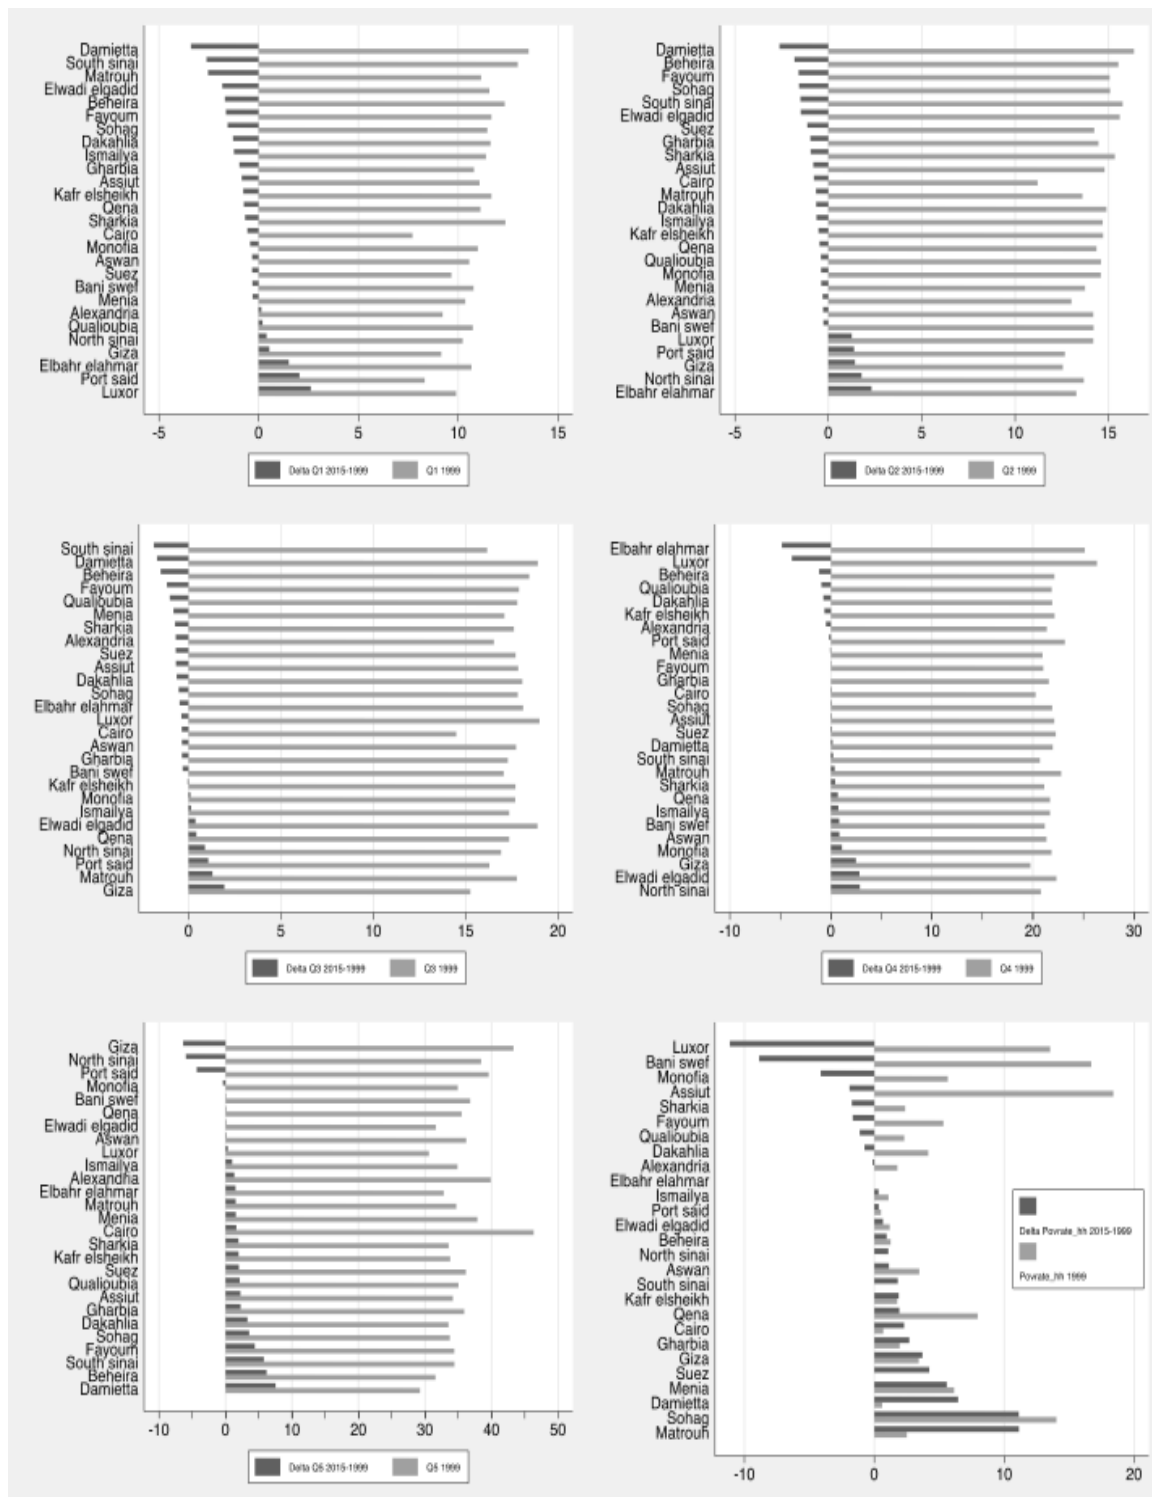 Damietta
South sinai
Matrouh
Elwadi elgadid
Beheira
Fayoum
Sohag
Dakahlia
Ismailya
Gharbia
Assiut
Kafr elsheikh
Qena
Sharkia
Cairo
Monofia
Aswan
Suez
Bani swef
Menia
Alexandria
Qualioubia
North sinai
Giza
Elbahr elahmar
Port said
Luxor
-5 0 5 10 15
Delta Q1 2015-1999 Q1 1999
Damietta
Beheira
Fayoum
Sohag
South sinai
Elwadi elgadid
Suez
Gharbia
Sharkia
Assiut
Cairo
Matrouh
Dakahlia
Ismailya
Kafr elsheikh
Qena
Qualioubia
Monofia
Menia
Alexandria
Aswan
Bani swef
Luxor
Port said
Giza
North sinai
Elbahr elahmar
-5 0 5 10 15
Delta Q2 2015-1999 Q2 1999
South sinai
Damietta
Beheira
Fayoum
Qualioubia
Menia
Sharkia
Alexandria
Suez
Assiut
Dakahlia
Sohag
Elbahr elahmar
Luxor
Cairo
Aswan
Gharbia
Bani swef
Kafr elsheikh
Monofia
Ismailya
Elwadi elgadid
Qena
North sinai
Port said
Matrouh
Giza
0 5 10 15 20
Delta Q3 2015-1999 Q3 1999
Elbahr elahmar
Luxor
Beheira
Qualioubia
Dakahlia
Kafr elsheikh
Alexandria
Port said
Menia
Fayoum
Gharbia
Cairo
Sohag
Assiut
Suez
Damietta
South sinai
Matrouh
Sharkia
Qena
Ismailya
Bani swef
Aswan
Monofia
Giza
Elwadi elgadid
North sinai
-10 0 10 20 30
Delta Q4 2015-1999 Q4 1999
Giza
North sinai
Port said
Monofia
Bani swef
Qena
Elwadi elgadid
Aswan
Luxor
Ismailya
Alexandria
Elbahr elahmar
Matrouh
Menia
Cairo
Sharkia
Kafr elsheikh
Suez
Qualioubia
Assiut
Gharbia
Dakahlia
Sohag
Fayoum
South sinai
Beheira
Damietta
-10 0 10 20 30 40 50
Delta Q5 2015-1999 Q5 1999
Luxor
Bani swef
Monofia
Assiut
Sharkia
Fayoum
Qualioubia
Dakahlia
Alexandria
Elbahr elahmar
Ismailya
Port said
Elwadi elgadid
Beheira
North sinai
Aswan
South sinai
Kafr elsheikh
Qena
Cairo
Gharbia
Giza
Suez
Menia
Damietta
Sohag
Matrouh
-10 0 10 20
Delta Povrate_hh 2015-1999
Povrate_hh 1999